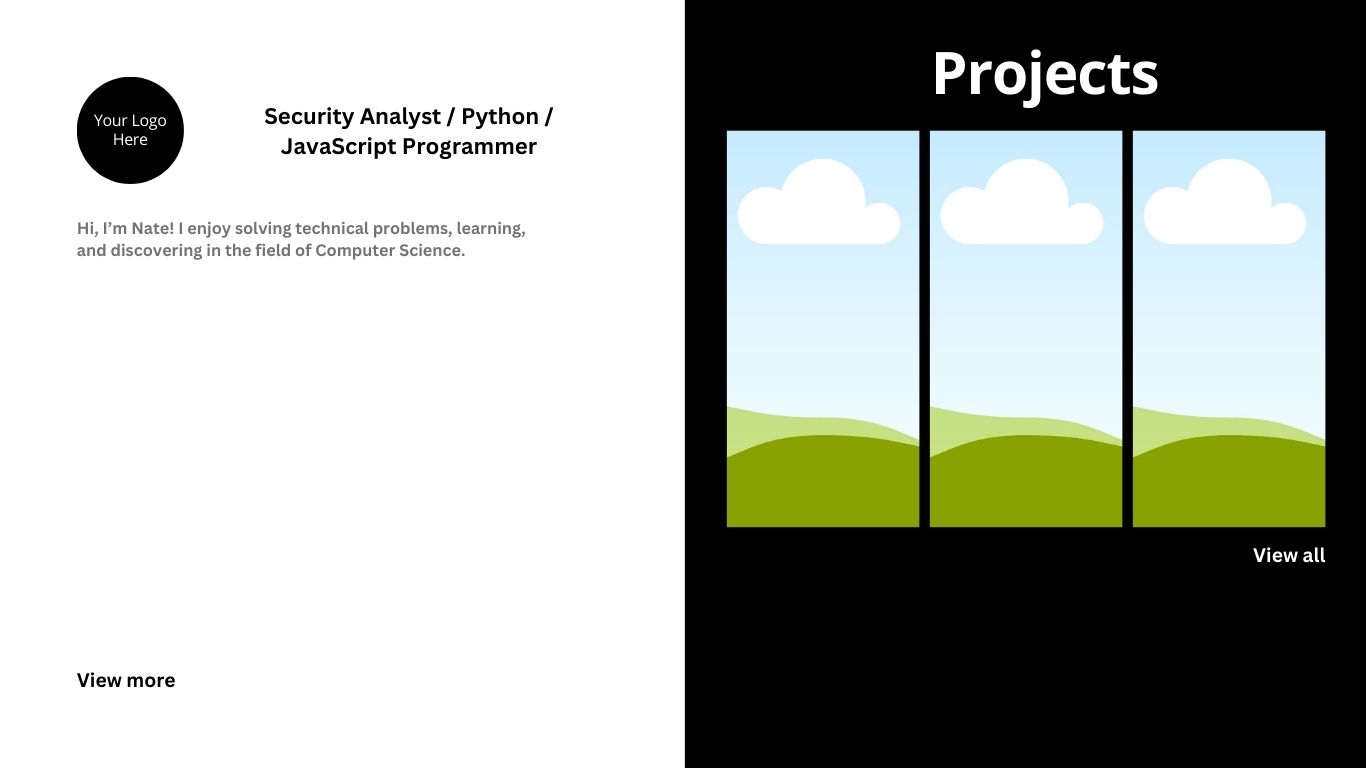 Your Logo
Here
Security Analyst / Python /
JavaScript Programmer
Hi, I’m Nate! I enjoy solving technical problems, learning,
and discovering in the field of Computer Science.
View more
Projects
View all